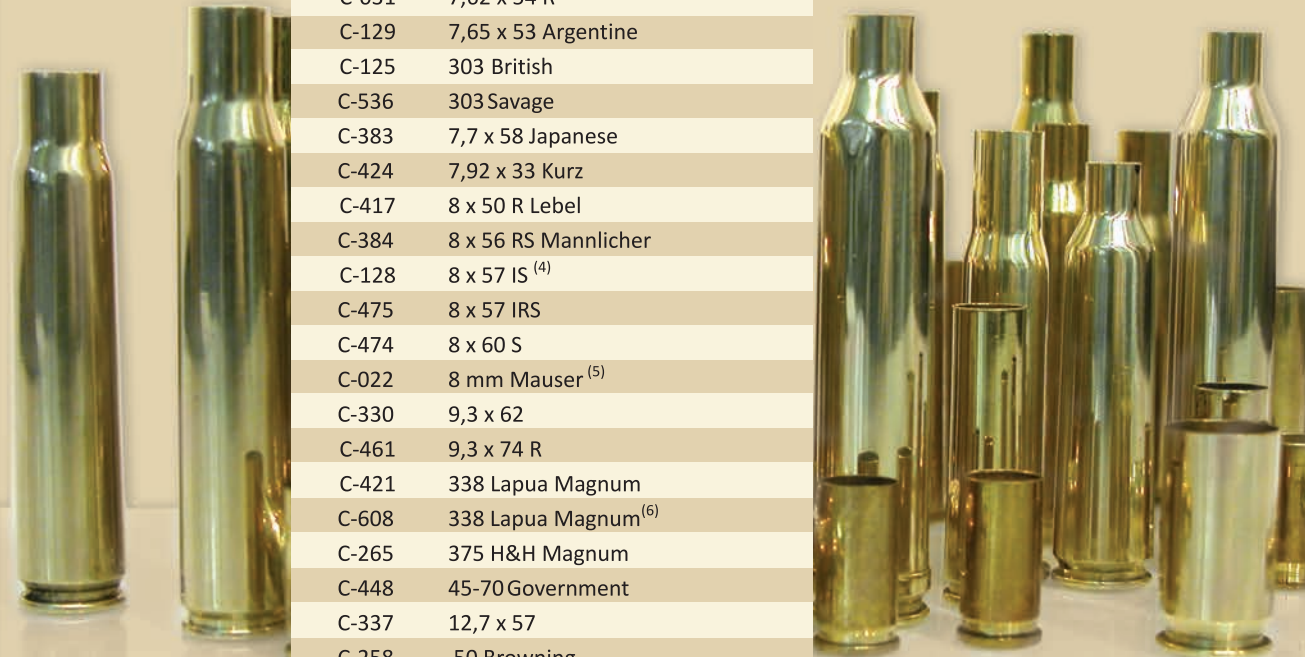 C-129 7,65 x 53 Argentine
C-125 303 British
C-536 303 Savage
C-383 7,7 x 58 Japanese
C-424 7,92 x 33 Kurz
C-417 8 x 50 R Lebel
C-384 8 x 56 RS Mannlicher
C-128 8 x 57 IS (4)
C-475 8 x 57 IRS
C-474 8 x 60 S
C-022 8 mm Mauser (5)
C-330 9,3 x 62
C-461 9,3 x 74 R
C-421 338 Lapua Magnum
C-608 338 Lapua Magnum(6)
C-265 375 H&H Magnum
C-448 45-70 Government
C-337 12,7 x 57
C-258 .50 Browning